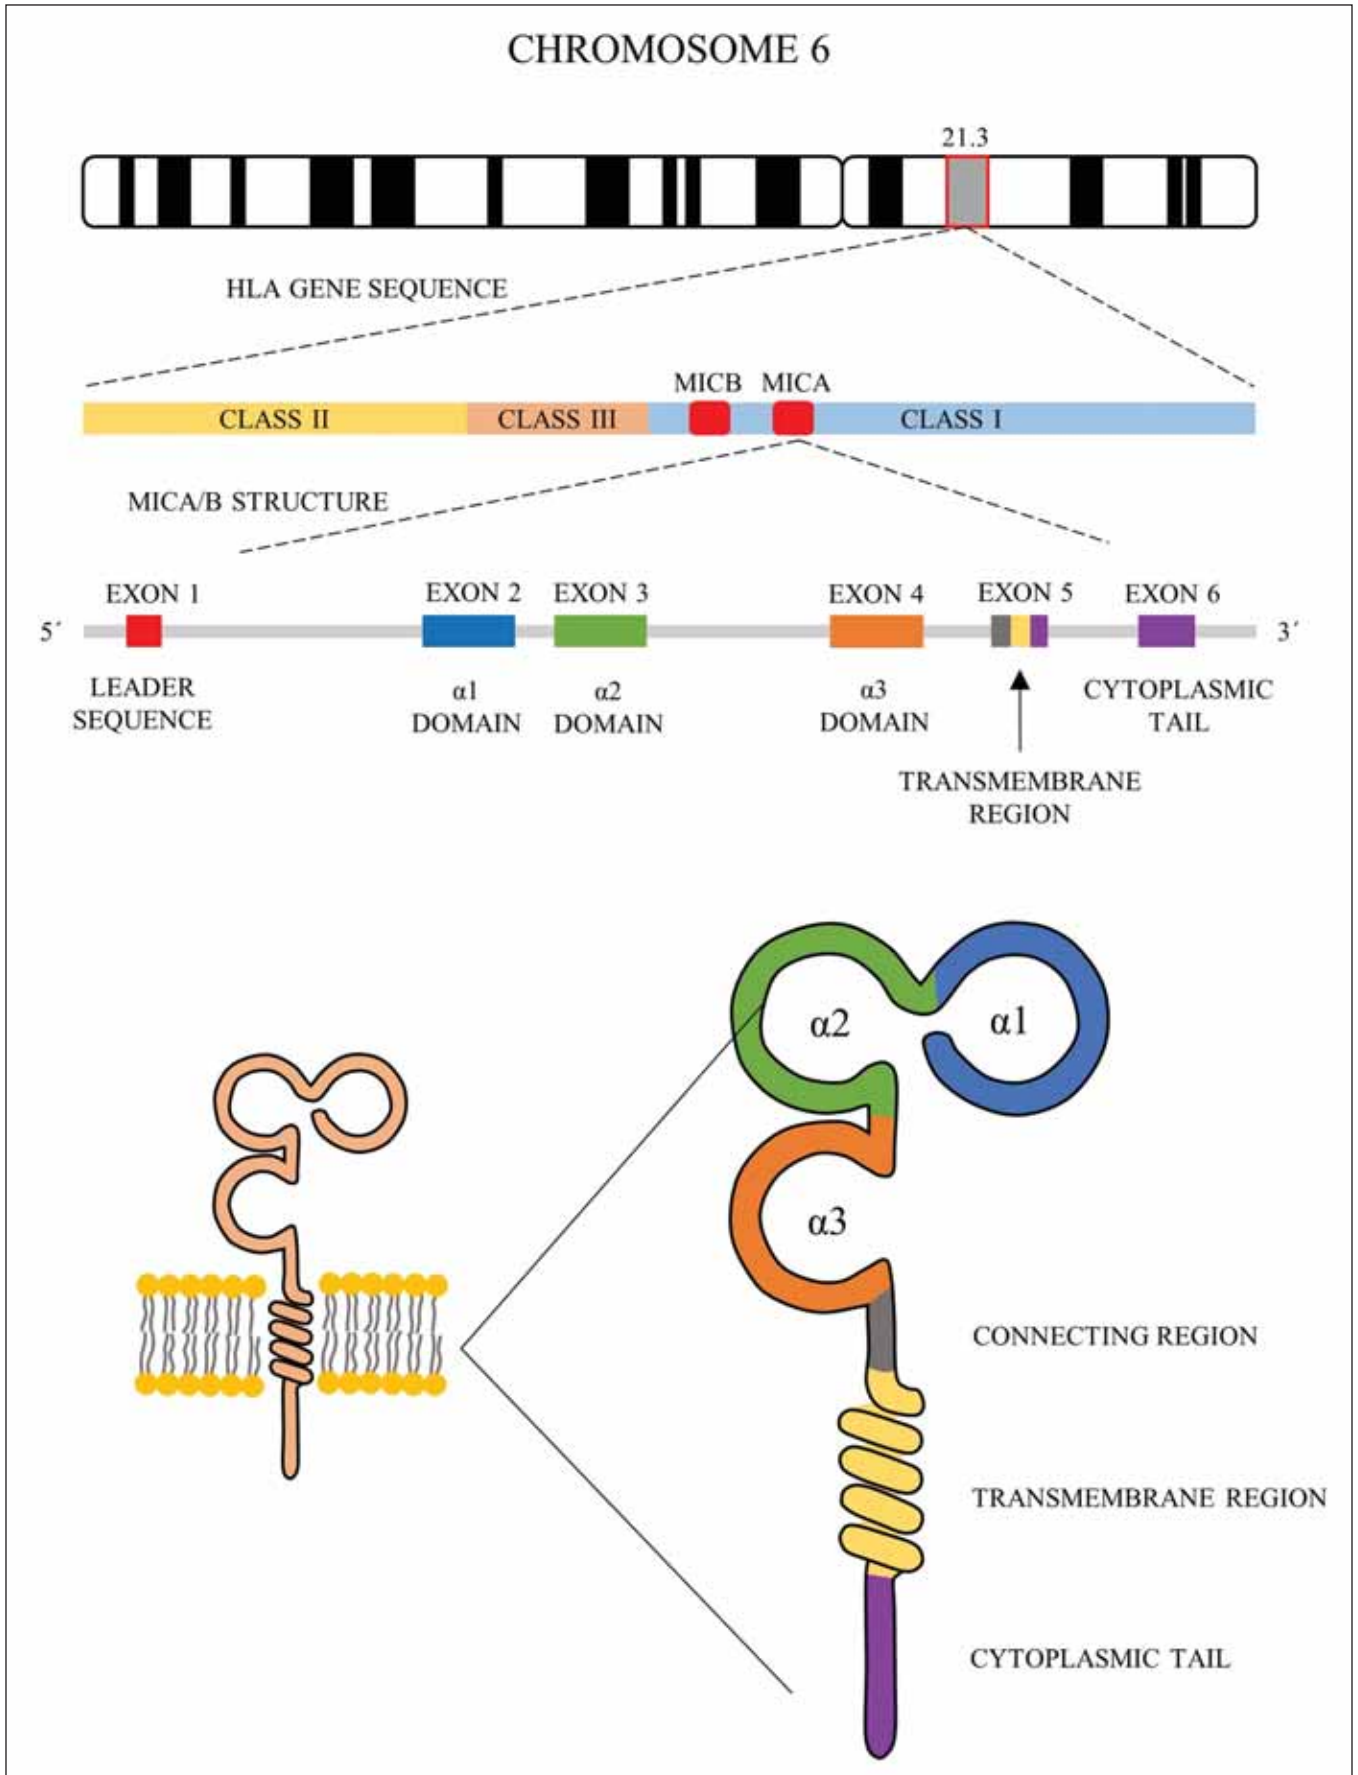 CHROMOSOME 6
21.3
HLA GENE SEQUENCE
MICB MICA
CLASS II CLASS III CLASS I
MICA/B STRUCTURE
EXON 1 EXON 2 EXON 3 EXON 4 EXON 5 EXON 6
5´ 3´
LEADER
SEQUENCE
α1
DOMAIN
α2
DOMAIN
α3
DOMAIN
CYTOPLASMIC
TAIL
TRANSMEMBRANE
REGION
α2 α1
α3
CONNECTING REGION
TRANSMEMBRANE REGION
CYTOPLASMIC TAIL